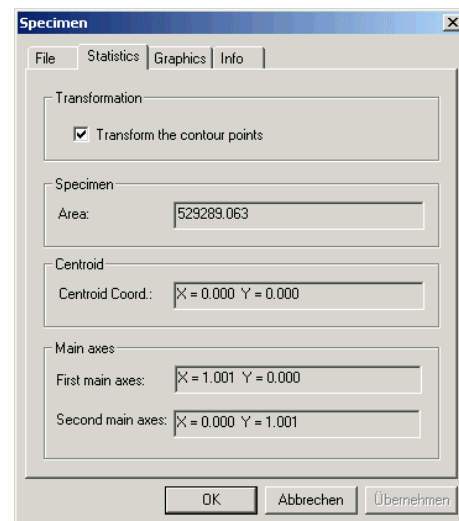 Specimen
File Statistics Graphics Info
Transformation
Transform the contour points
Specimen
Area: 529289.063
Centroid
Centroid Coord.: X = 0.000 Y = 0.000
Main axes
First main axes: X = 1.001 Y = 0.000
Second main axes: X = 0.000 Y = 1.001
OK Abbrechen Übernehmen